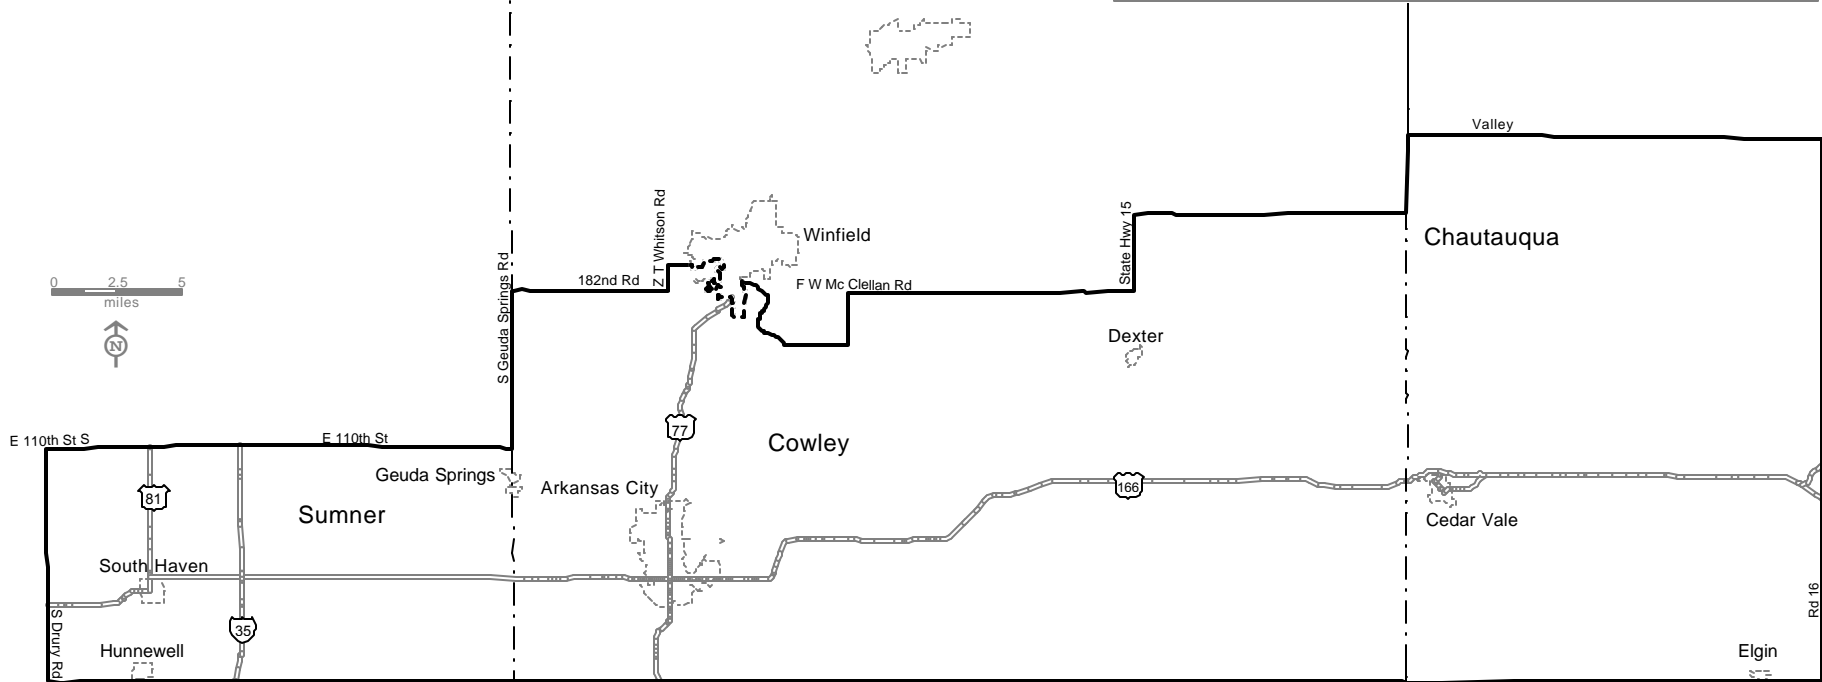 Valley
Z T Whitson Rd
State Hwy 15
Winfield
Chautauqua
S Geuda Springs Rd
182nd Rd
F W Mc Clellan Rd
0 2.5 5
miles
N
Dexter
77
E 110th St S
E 110th St
Cowley
Geuda Springs
Arkansas City
166
81
Sumner
Cedar Vale
South Haven
S Drury Rd
Rd 16
35
Hunnewell
Elgin